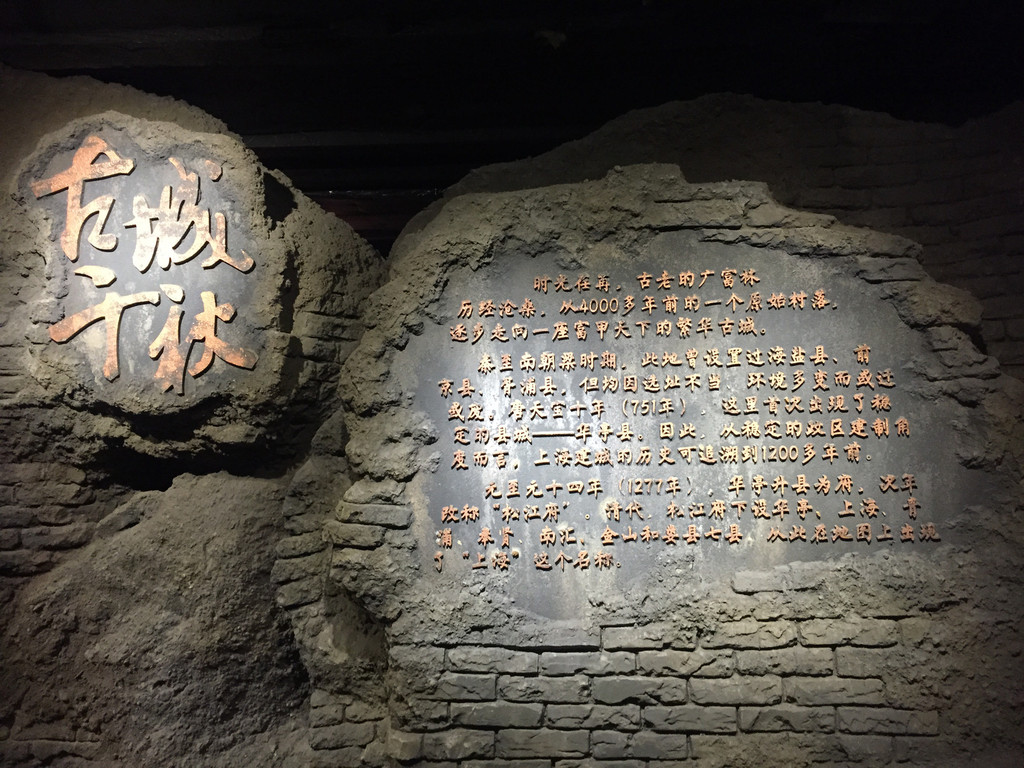 古城
千秋
时光荏苒，古老的广富林
历经沧桑，从4000多年前的一个原始村落，
逐步走向一座富甲天下的繁华古城。
秦至南朝梁时期，此地曾设置过海盐县、前
京县、胥浦县，但均因选址不当、环境多变而或迁
或废。唐天宝十年（751年），这里首次出现了稳
定的县城——华亭县。因此，从稳定的政区建制角
度而言，上海建城的历史可追溯到1200多年前。
元至元十四年（1277年），华亭升县为府，次年
改称“松江府”。清代，松江府下设华亭、上海、青
浦、奉贤、南汇、金山和娄县七县，从此在地图上出现
了“上海”这个名称。